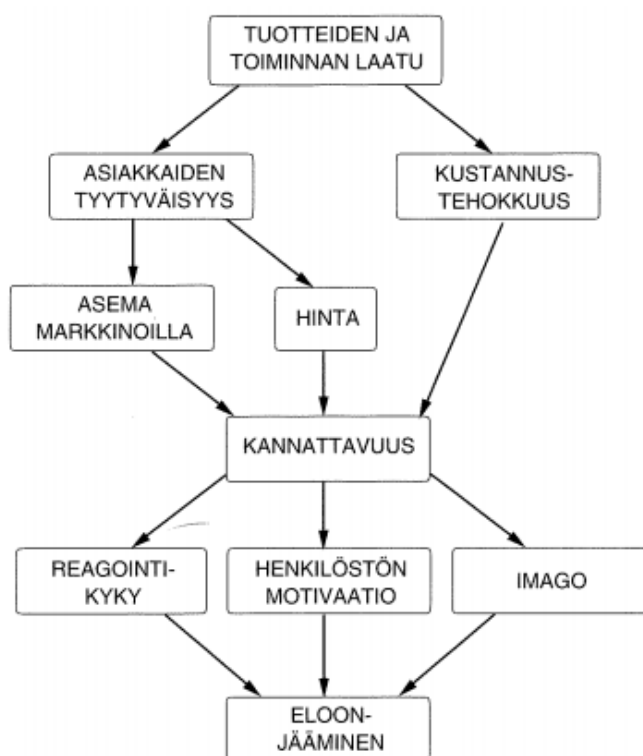 TUOTTEIDEN JA
TOIMINNAN LAATU
ASIAKKAIDEN
TYYTYVÄISYYS
KUSTANNUS-
TEHOKKUUS
ASEMA
MARKKINOILLA
HINTA
KANNATTAVUUS
REAGOINTI-
KYKY
HENKILÖSTÖN
MOTIVAATIO
IMAGO
ELOON-
JÄÄMINEN